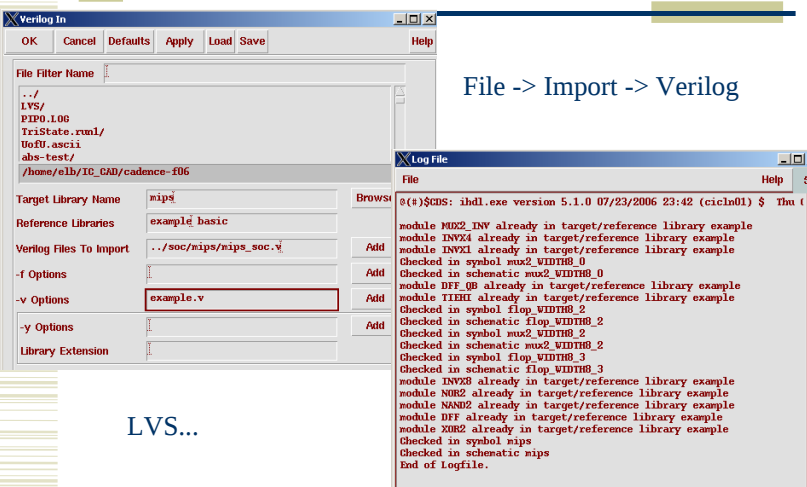 Verilog In
OK Cancel Defaults Apply Load Save Help
File Filter Name
../
LVS/
PIPO.LOG
TriState.run1/
UofU.ascii
abs-test/
/home/elb/IC_CAD/cadence-f06
Target Library Name mips Browse
Reference Libraries example basic
Verilog Files To Import ../soc/mips/mips_soc.v Add
-f Options Add
-v Options example.v Add
-y Options Add
Library Extension
File -> Import -> Verilog
Log File
File Help
@(#)$CDS: ihdl.exe version 5.1.0 07/23/2006 23:42 (cicln01) $ Thu
module MUX2_INV already in target/reference library example
module INVX4 already in target/reference library example
module INVX1 already in target/reference library example
Checked in symbol mux2_WIDTH8_0
Checked in schematic mux2_WIDTH8_0
module DFF_QB already in target/reference library example
module TIEHI already in target/reference library example
Checked in symbol flop_WIDTH8_2
Checked in schematic flop_WIDTH8_2
Checked in symbol mux2_WIDTH8_2
Checked in schematic mux2_WIDTH8_2
Checked in symbol flop_WIDTH8_3
Checked in schematic flop_WIDTH8_3
module INVX8 already in target/reference library example
module NOR2 already in target/reference library example
module NAND2 already in target/reference library example
module DFF already in target/reference library example
module XOR2 already in target/reference library example
Checked in symbol mips
Checked in schematic mips
End of Logfile.
LVS...